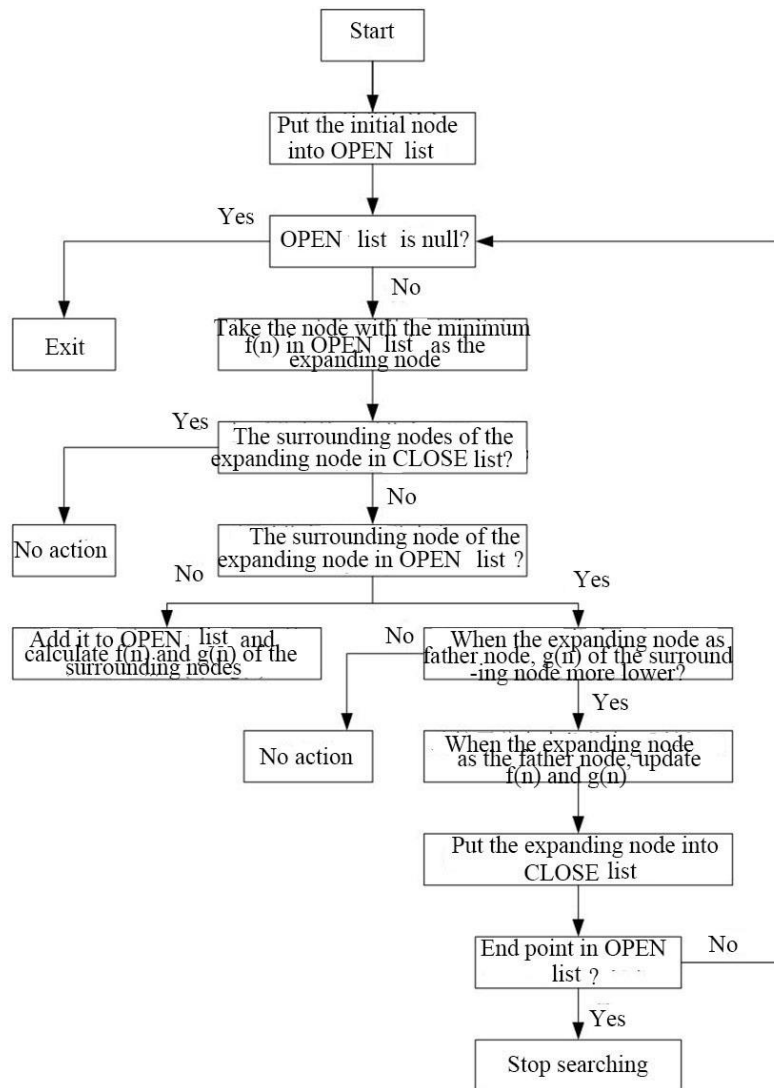 Start
Put the initial node
into OPEN list
Yes
OPEN list is null?
No
Exit
Take the node with the minimum
f(n) in OPEN list as the
expanding node
Yes
The surrounding nodes of the
expanding node in CLOSE list?
No
No action
The surrounding node of the
expanding node in OPEN list ?
No
Yes
Add it to OPEN list and
calculate f(n) and g(n) of the
surrounding nodes
No
When the expanding node as
father node, g(n) of the surround
-ing node more lower?
Yes
No action
When the expanding node
as the father node, update
f(n) and g(n)
Put the expanding node into
CLOSE list
End point in OPEN
list ?
No
Yes
Stop searching